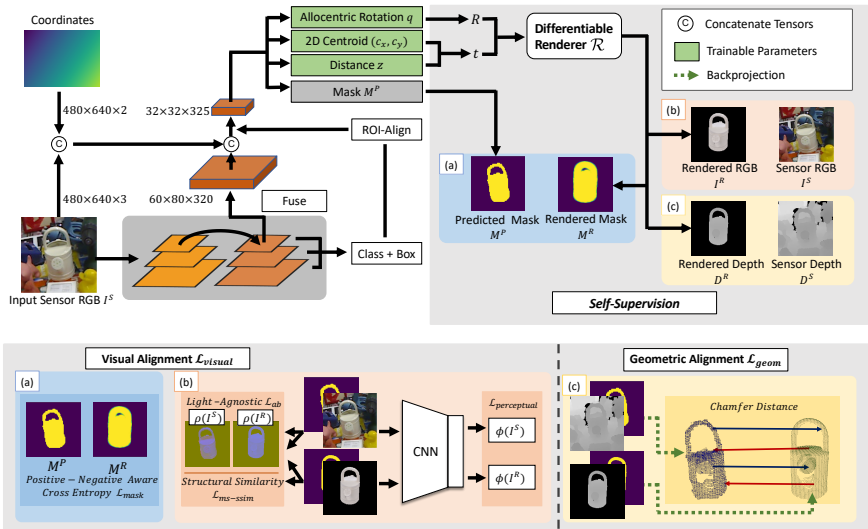 Coordinates
480×640×2
32×32×325
C
C
480×640×3
60×80×320
Input Sensor RGB I^S
Fuse
ROI-Align
Class + Box
Allocentric Rotation q
2D Centroid (c_x, c_y)
Distance z
Mask M^P
R
t
Differentiable
Renderer ℛ
C Concatenate Tensors
Trainable Parameters
Backprojection
(a)
Predicted Mask
M^P
Rendered Mask
M^R
(b)
Rendered RGB
I^R
Sensor RGB
I^S
(c)
Rendered Depth
D^R
Sensor Depth
D^S
Self-Supervision
Visual Alignment ℒ_visual
(a)
M^P
M^R
Positive-Negative Aware
Cross Entropy ℒ_mask
(b)
Light-Agnostic ℒ_ab
ρ(I^S)
ρ(I^R)
Structural Similarity
ℒ_ms-ssim
CNN
ℒ_perceptual
ϕ(I^S)
ϕ(I^R)
Geometric Alignment ℒ_geom
(c)
Chamfer Distance